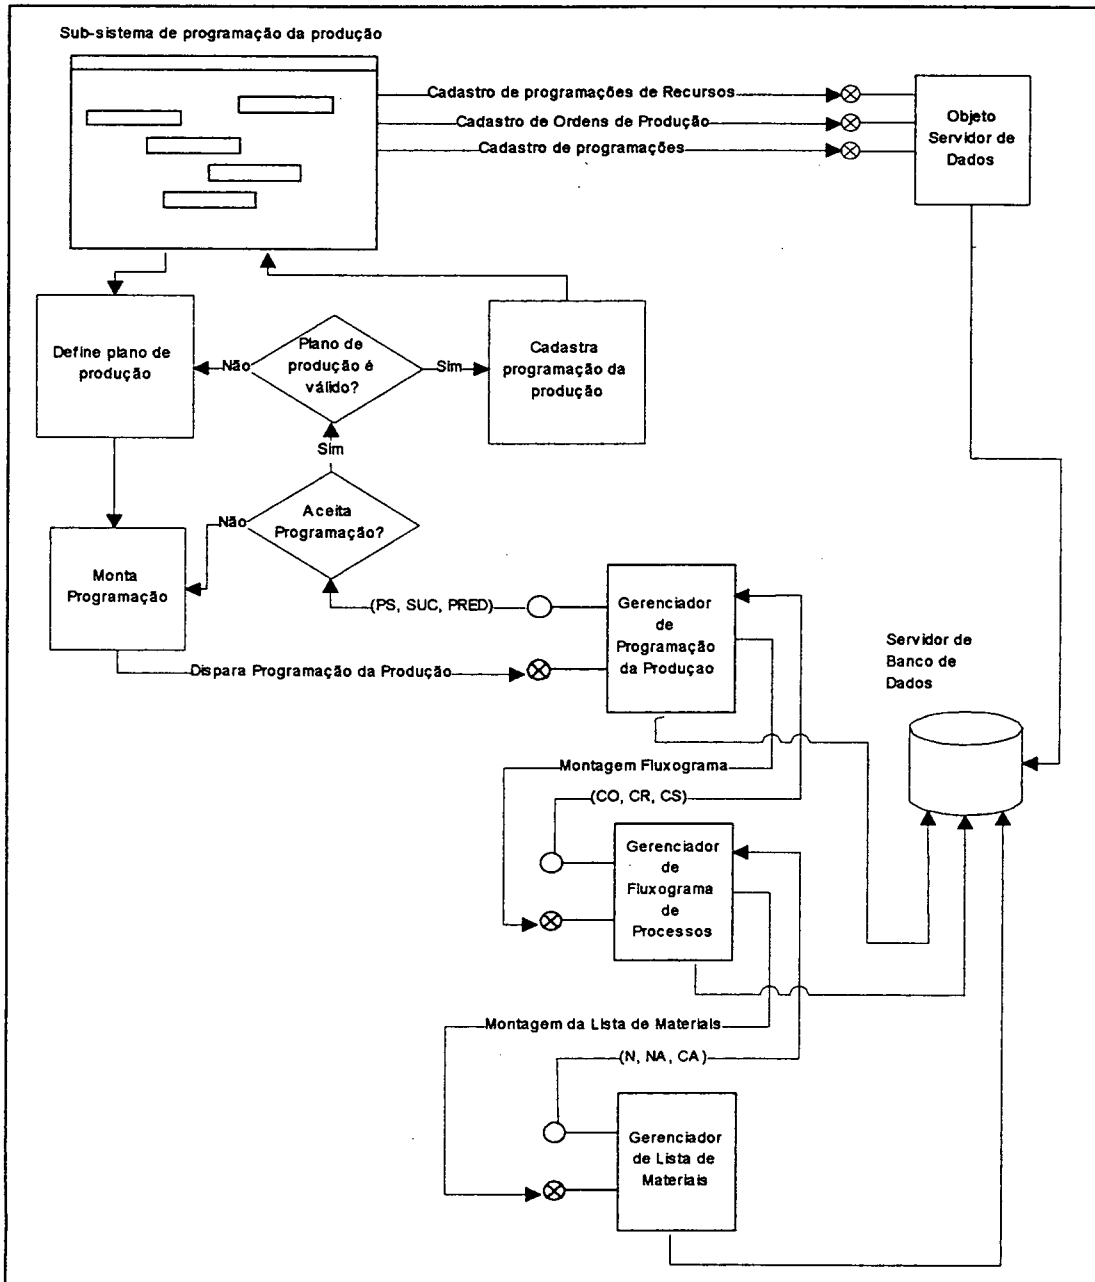 Sub-sistema de programação da produção
Cadastro de programações de Recursos
Cadastro de Ordens de Produção
Cadastro de programações
Objeto
Servidor de
Dados
Define plano de
produção
Não
Plano de
produção é
válido?
Sim
Cadastra
programação da
produção
Sim
Não
Aceita
Programação?
Monta
Programação
(PS, SUC, PRED)
Gerenciador
de
Programação
da Produçao
Dispara Programação da Produção
Servidor de
Banco de
Dados
Montagem Fluxograma
(CO, CR, CS)
Gerenciador
de
Fluxograma
de
Processos
Montagem da Lista de Materiais
(N, NA, CA)
Gerenciador
de Lista de
Materiais